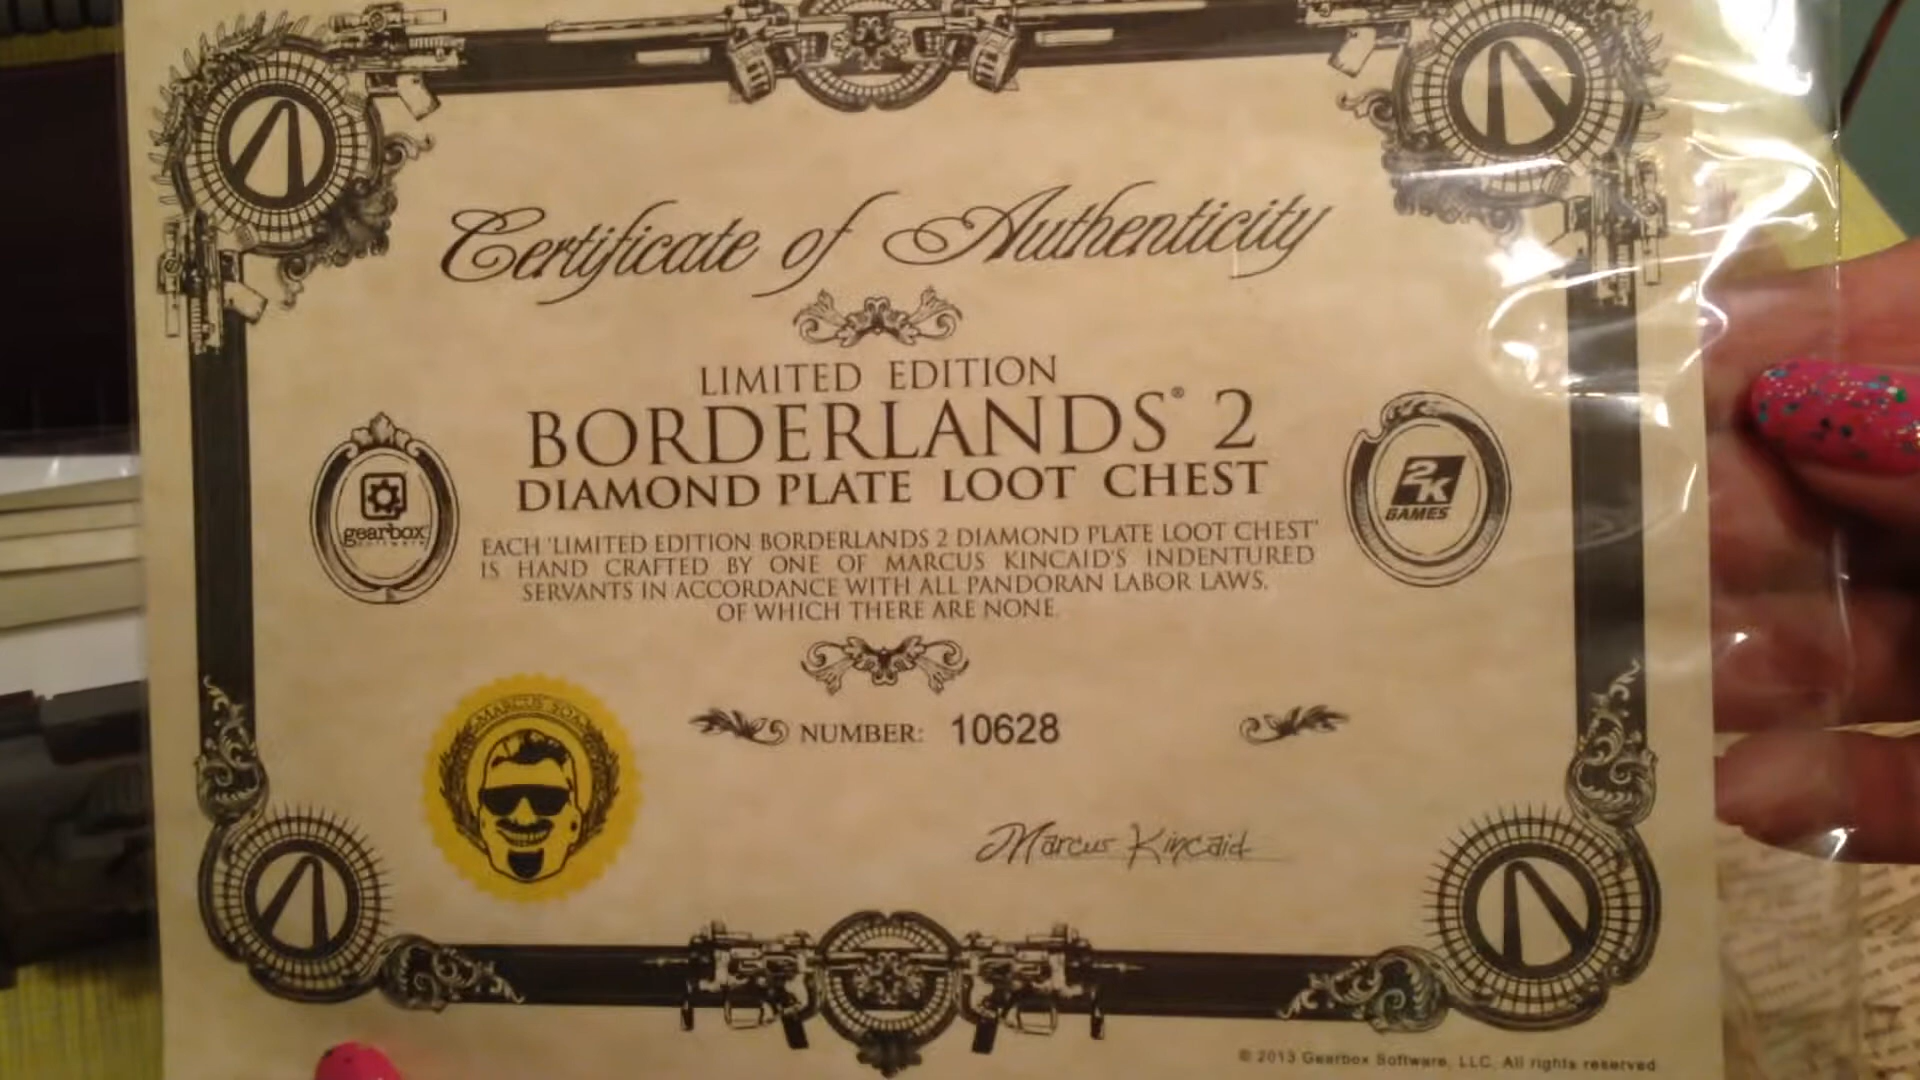 Certificate of Authenticity
LIMITED EDITION
BORDERLANDS® 2
DIAMOND PLATE LOOT CHEST
gearbox
software
2K
GAMES
EACH 'LIMITED EDITION BORDERLANDS 2 DIAMOND PLATE LOOT CHEST'
IS HAND CRAFTED BY ONE OF MARCUS KINCAID'S INDENTURED
SERVANTS IN ACCORDANCE WITH ALL PANDORAN LABOR LAWS.
OF WHICH THERE ARE NONE.
MARCUS
NUMBER: 10628
Marcus Kincaid
© 2013 Gearbox Software, LLC. All rights reserved